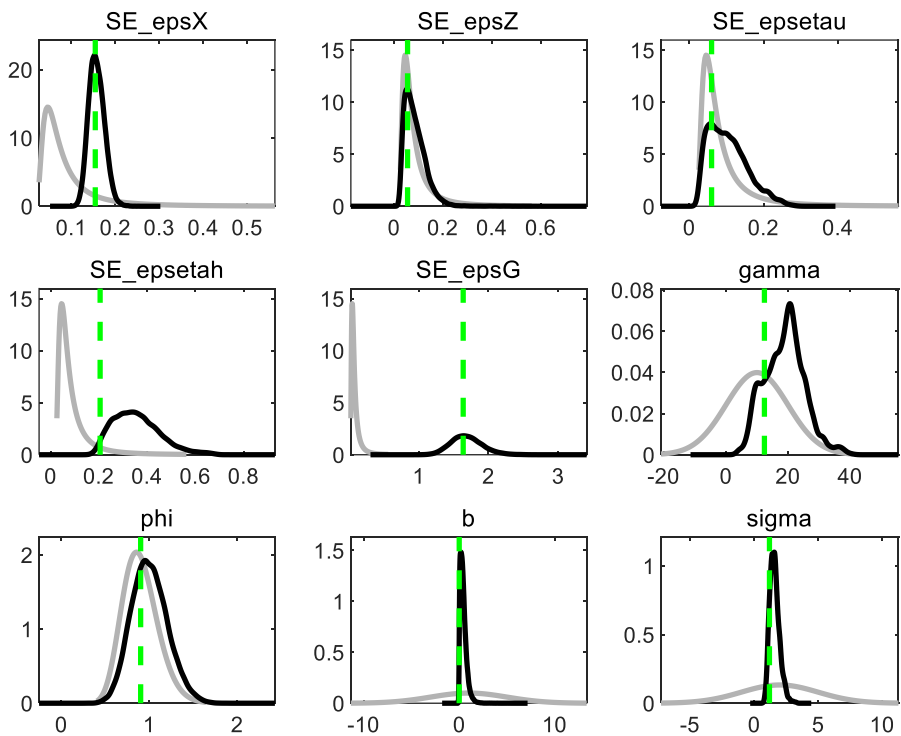 SE_epsX SE_epsZ SE_epsetau
20 15 15
10 10 10
5 5
0 0 0
0.1 0.2 0.3 0.4 0.5 0 0.2 0.4 0.6 0 0.2 0.4
SE_epsetah SE_epsG gamma
15 15 0.08
10 10 0.06
0.04
5 5 0.02
0 0 0
0 0.2 0.4 0.6 0.8 1 2 3 -20 0 20 40
phi b sigma
2 1.5 1
1 1 0.5
0.5
0 0 0
0 1 2 -10 0 10 -5 0 5 10